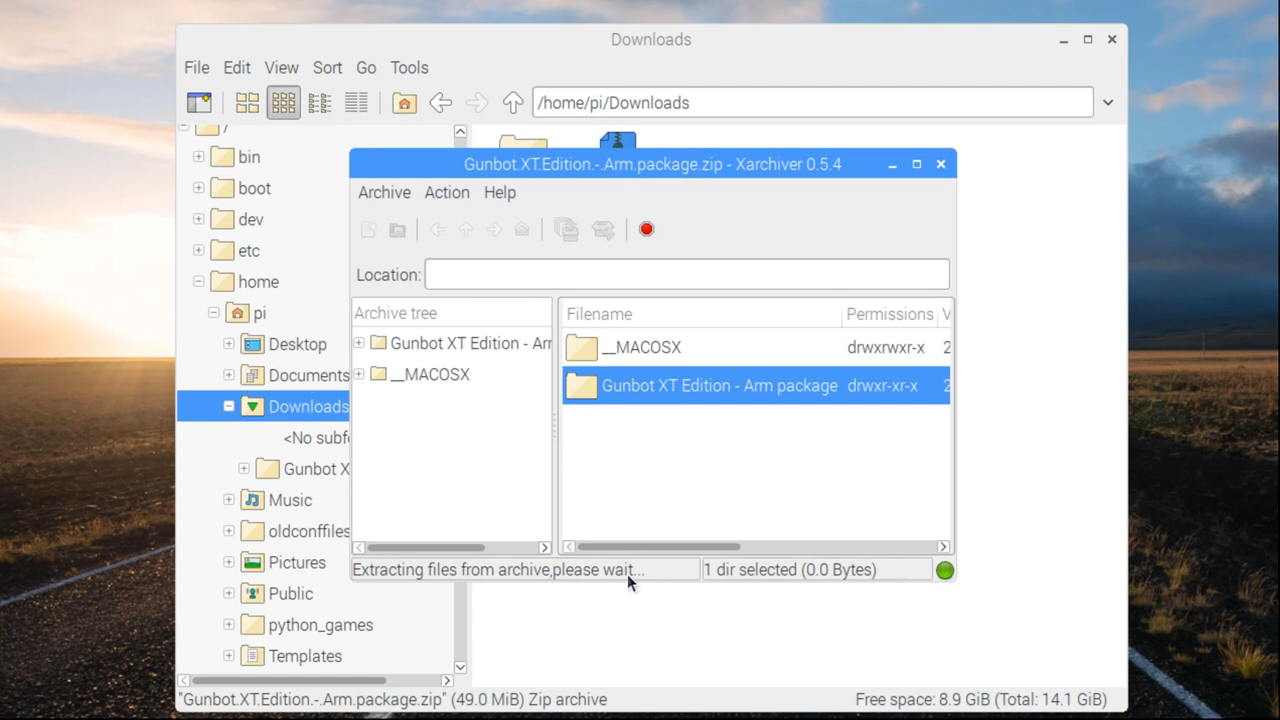 Downloads
File Edit View Sort Go Tools
/home/pi/Downloads
/
bin
boot
dev
etc
home
pi
Desktop
Documents
Downloads
<No subf
Gunbot X
Music
oldconffiles
Pictures
Public
python_games
Templates
"Gunbot.XT.Edition.-.Arm.package.zip" (49.0 MiB) Zip archive
Free space: 8.9 GiB (Total: 14.1 GiB)
Gunbot.XT.Edition.-.Arm.package.zip - Xarchiver 0.5.4
Archive Action Help
Location:
Archive tree
Gunbot XT Edition - Arr
__MACOSX
Filename Permissions V
__MACOSX drwxrwxr-x 2
Gunbot XT Edition - Arm package drwxr-xr-x 2
Extracting files from archive,please wait...
1 dir selected (0.0 Bytes)